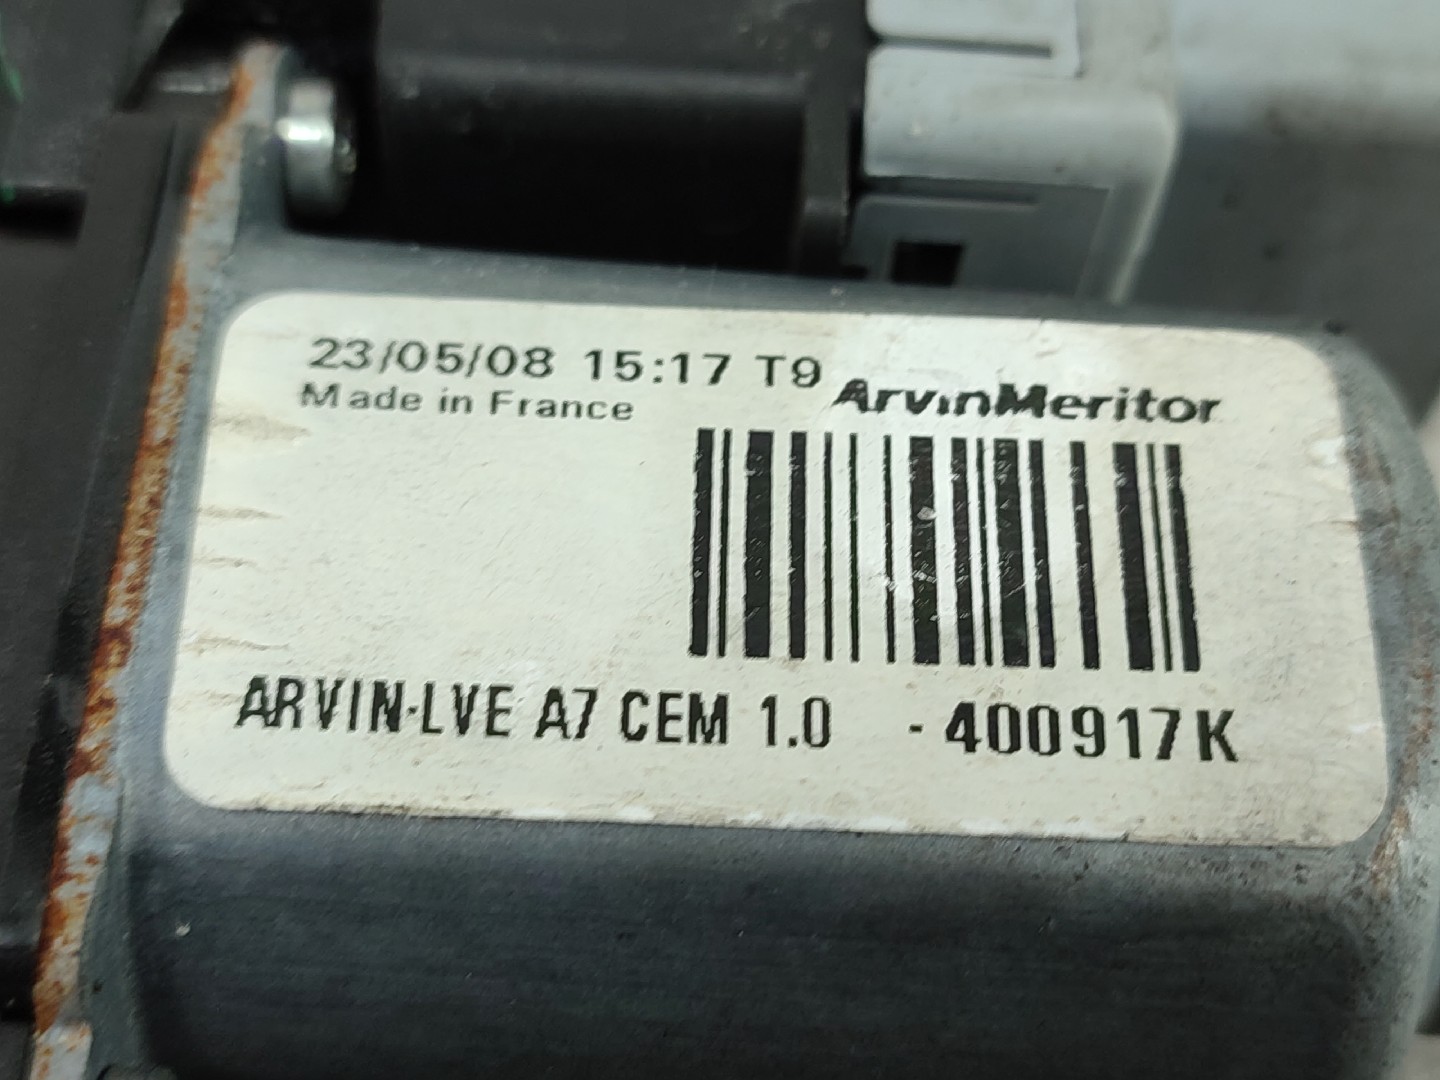 23/05/08 15:17 T9
Made in France
ArvinMeritor
ARVIN-LVE A7 CEM 1.0 - 400917K